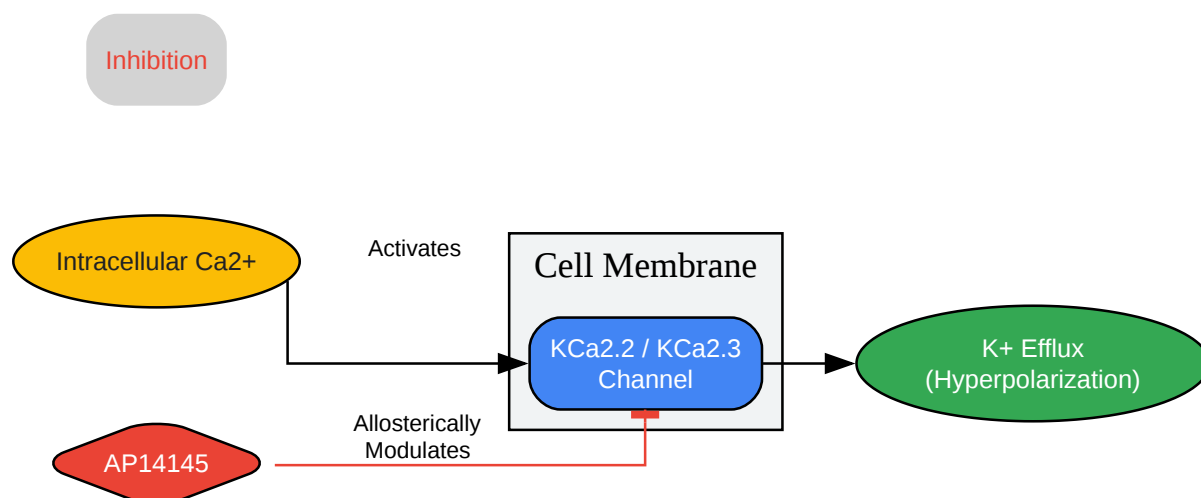 Inhibition
Intracellular Ca2+
Activates
Cell Membrane
KCa2.2 / KCa2.3
Channel
K+ Efflux
(Hyperpolarization)
Allosterically
Modulates
AP14145